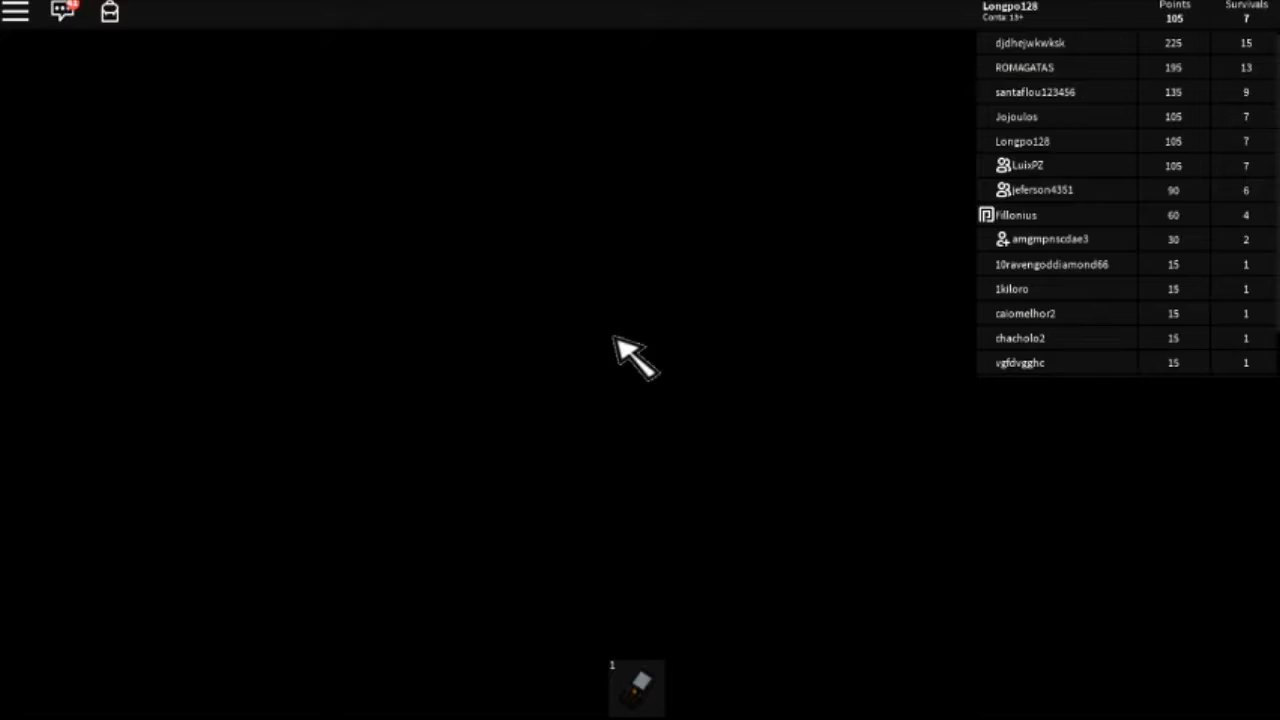 Longpo128 Points Survivals
Conta: 13+ 105 7
djdhejwkwksk 225 15
ROMAGATAS 195 13
santaflou123456 135 9
Jojoulos 105 7
Longpo128 105 7
LuixPZ 105 7
jeferson4351 90 6
Fillonius 60 4
amgmpnscdae3 30 2
10ravengoddiamond66 15 1
1kiloro 15 1
caiomelhor2 15 1
chacholo2 15 1
vgfdvgghc 15 1
1